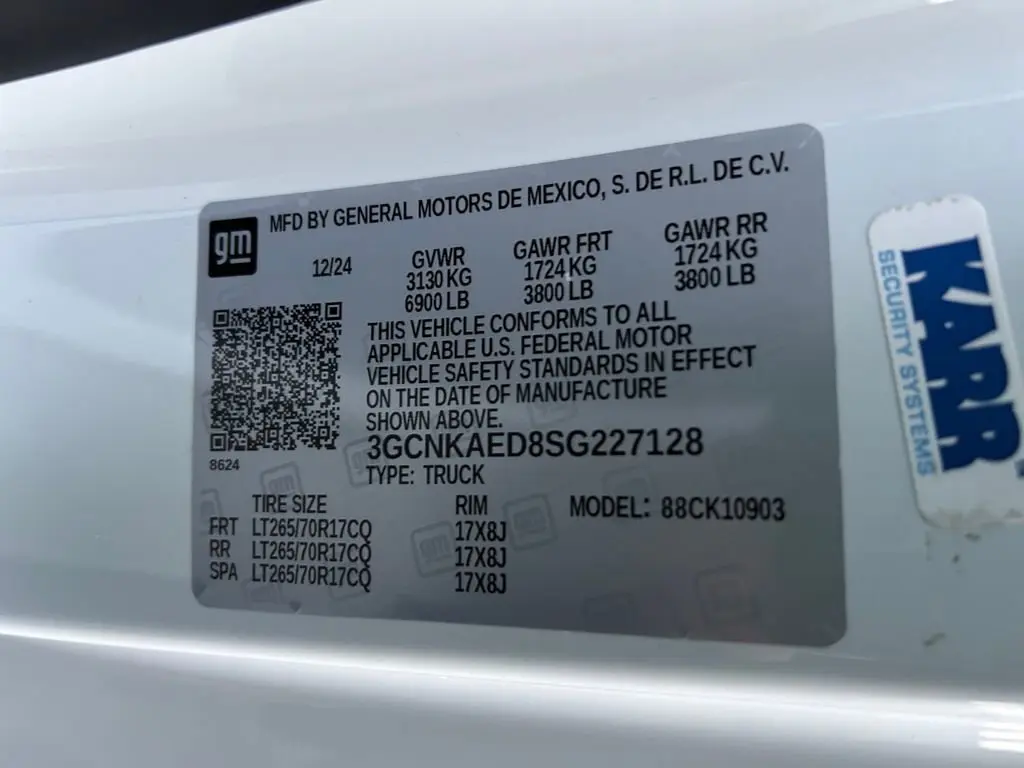 gm
MFD BY GENERAL MOTORS DE MEXICO, S. DE R.L. DE C.V.
12/24 GVWR GAWR FRT GAWR RR
3130 KG 1724 KG 1724 KG
6900 LB 3800 LB 3800 LB
THIS VEHICLE CONFORMS TO ALL
APPLICABLE U.S. FEDERAL MOTOR
VEHICLE SAFETY STANDARDS IN EFFECT
ON THE DATE OF MANUFACTURE
SHOWN ABOVE.
3GCNKAED8SG227128
8624
TYPE: TRUCK
TIRE SIZE RIM MODEL: 88CK10903
FRT LT265/70R17CQ 17X8J
RR LT265/70R17CQ 17X8J
SPA LT265/70R17CQ 17X8J
KARR
SECURITY SYSTEMS